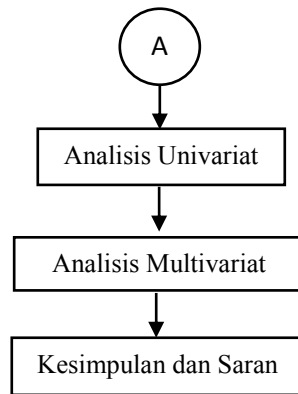 A
Analisis Univariat
Analisis Multivariat
Kesimpulan dan Saran